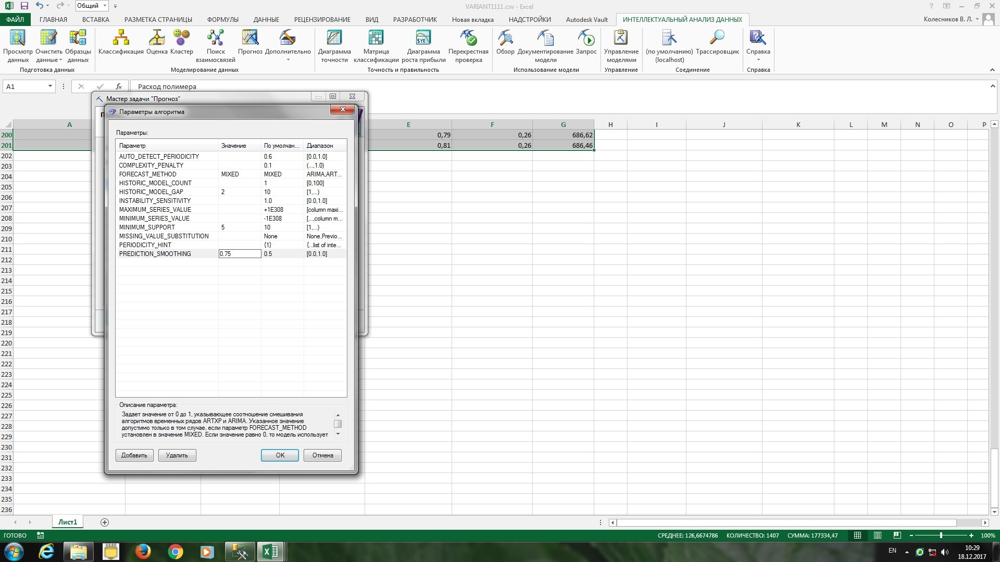 Общий
VARIANT1111.csv - Excel
ФАЙЛ ГЛАВНАЯ ВСТАВКА РАЗМЕТКА СТРАНИЦЫ ФОРМУЛЫ ДАННЫЕ РЕЦЕНЗИРОВАНИЕ ВИД РАЗРАБОТЧИК Новая вкладка НАДСТРОЙКИ Autodesk Vault ИНТЕЛЛЕКТУАЛЬНЫЙ АНАЛИЗ ДАННЫХ Колесников В. Л.
Просмотр данных Очистить данные Образцы данных Классификация Оценка Кластер Поиск взаимосвязей Прогноз Дополнительно Диаграмма точности Матрица классификации Диаграмма роста прибыли Перекрестная проверка Обзор Документирование модели Запрос Управление моделями (по умолчанию) (localhost) Трассировщик Справка
Подготовка данных Моделирование данных Точность и правильность Использование модели Управление Соединение Справка
A1 fx Расход полимера
Мастер задачи "Прогноз"
Параметры алгоритма
A E F G H I J K L M N O P
200 0,79 0,26 686,62
201 0,81 0,26 686,46
202
203
204
205
206
207
208
209
210
211
212
213
214
215
216
217
218
219
220
221
222
223
224
225
226
227
228
229
230
231
232
233
234
235
236
Параметры:
Параметр Значение По умолчан... Диапазон
AUTO_DETECT_PERIODICITY 0.6 [0.0,1.0]
COMPLEXITY_PENALTY 0.1 (...,1.0)
FORECAST_METHOD MIXED MIXED ARIMA,ART...
HISTORIC_MODEL_COUNT 1 [0,100]
HISTORIC_MODEL_GAP 2 10 [1,...)
INSTABILITY_SENSITIVITY 1.0 [0.0,1.0]
MAXIMUM_SERIES_VALUE +1E308 [column maxi...
MINIMUM_SERIES_VALUE -1E308 [...,column m...
MINIMUM_SUPPORT 5 10 [1,...)
MISSING_VALUE_SUBSTITUTION None None,Previo...
PERIODICITY_HINT {1} {...list of inte...
PREDICTION_SMOOTHING 0.75 0.5 [0.0,1.0]
Описание параметра:
Задает значение от 0 до 1, указывающее соотношение смешивания
алгоритмов временных рядов ARTXP и ARIMA. Указанное значение
допустимо только в том случае, если параметр FORECAST_METHOD
установлен в значение MIXED. Если значение равно 0, то модель использует
Добавить Удалить OK Отмена
Лист1
ГОТОВО СРЕДНЕЕ: 126,6674786 КОЛИЧЕСТВО: 1407 СУММА: 177334,47 100%
EN 10:29
18.12.2017